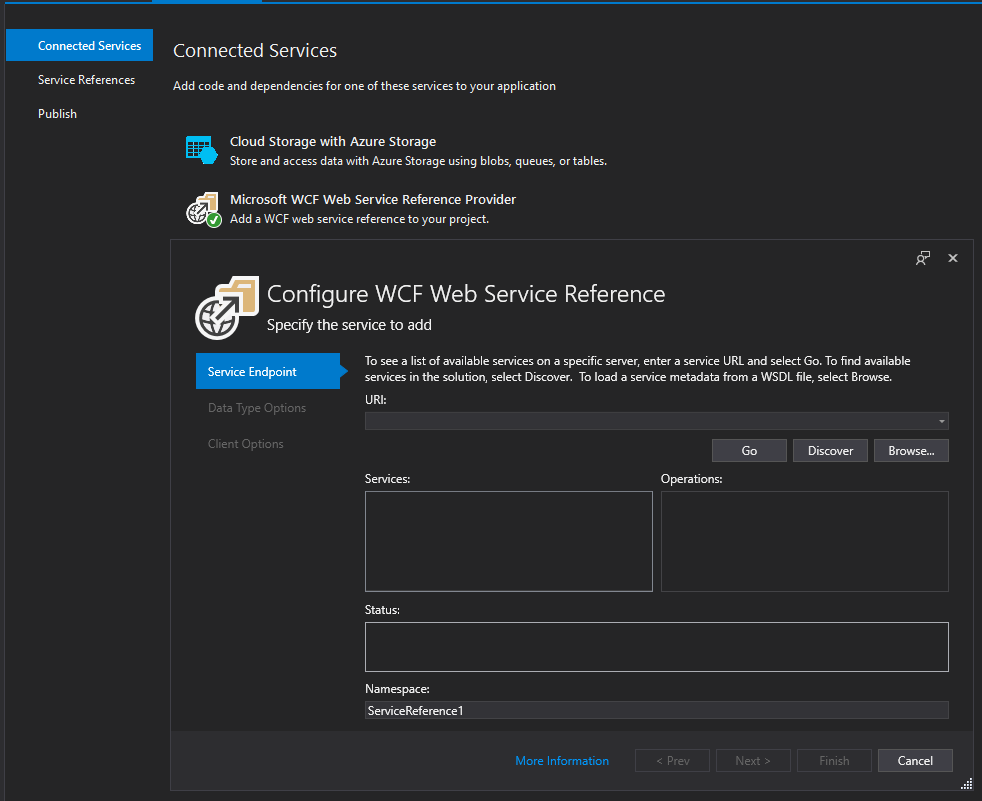 Connected Services
Service References
Publish
Connected Services
Add code and dependencies for one of these services to your application
Cloud Storage with Azure Storage
Store and access data with Azure Storage using blobs, queues, or tables.
Microsoft WCF Web Service Reference Provider
Add a WCF web service reference to your project.
Configure WCF Web Service Reference
Specify the service to add
Service Endpoint
Data Type Options
Client Options
To see a list of available services on a specific server, enter a service URL and select Go. To find available
services in the solution, select Discover.  To load a service metadata from a WSDL file, select Browse.
URI:
Go
Discover
Browse...
Services:
Operations:
Status:
Namespace:
ServiceReference1
More Information
< Prev
Next >
Finish
Cancel